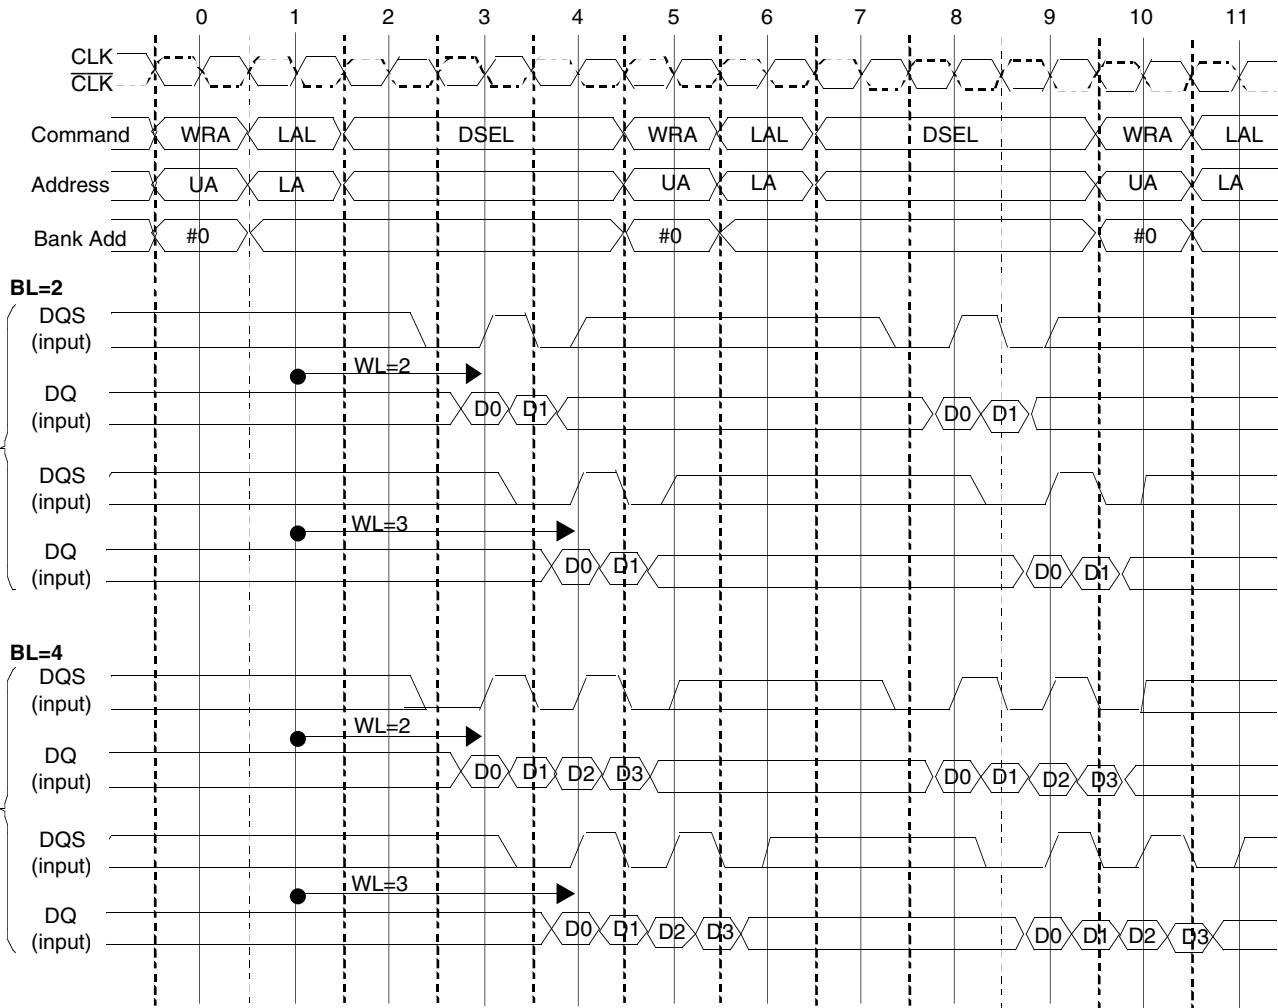 0 1 2 3 4 5 6 7 8 9 10 11
CLK
CLK
Command WRA LAL DSEL WRA LAL DSEL WRA LAL
Address UA LA UA LA UA LA
Bank Add #0 #0 #0
BL=2
DQS
(input)
WL=2
DQ
(input) D0 D1 D0 D1
DQS
(input)
WL=3
DQ
(input) D0 D1 D0 D1
BL=4
DQS
(input)
WL=2
DQ
(input) D0 D1 D2 D3 D0 D1 D2 D3
DQS
(input)
WL=3
DQ
(input) D0 D1 D2 D3 D0 D1 D2 D3